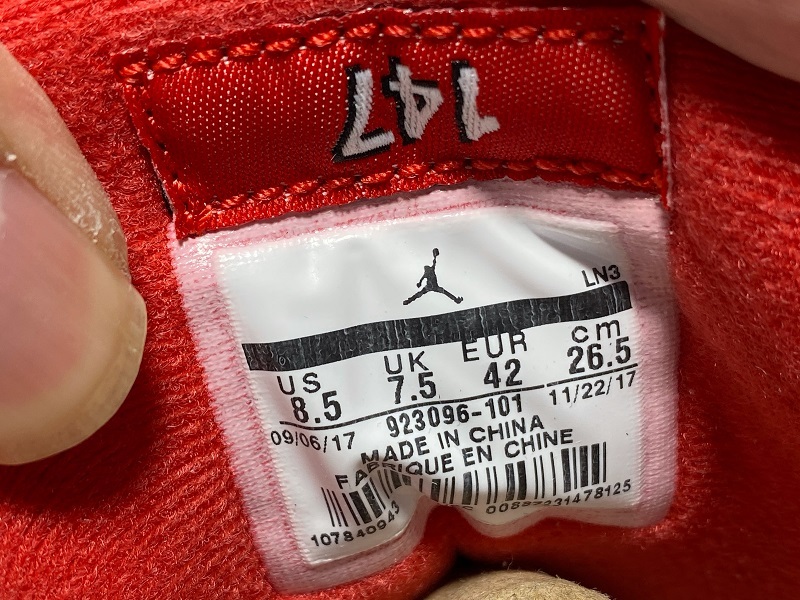 147
LN3
US UK EUR cm
8.5 7.5 42 26.5
09/06/17 923096-101 11/22/17
MADE IN CHINA
FABRIQUE EN CHINE